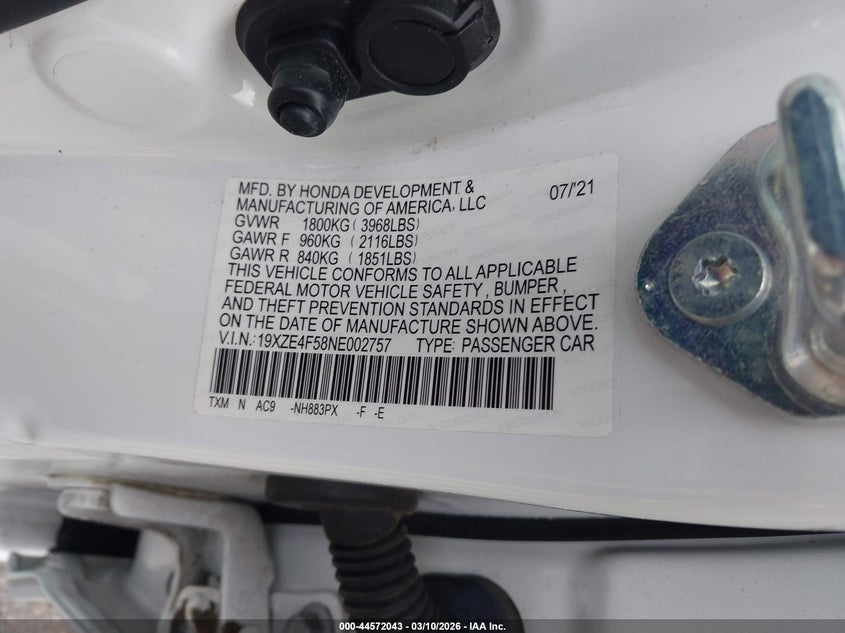 MFD. BY HONDA DEVELOPMENT & 07/'21
MANUFACTURING OF AMERICA, LLC
GVWR 1800KG ( 3968LBS)
GAWR F 960KG ( 2116LBS)
GAWR R 840KG ( 1851LBS)
THIS VEHICLE CONFORMS TO ALL APPLICABLE
FEDERAL MOTOR VEHICLE SAFETY, BUMPER,
AND THEFT PREVENTION STANDARDS IN EFFECT
ON THE DATE OF MANUFACTURE SHOWN ABOVE.
V.I.N.:19XZE4F58NE002757 TYPE: PASSENGER CAR
TXM N AC9 -NH883PX -F -E
000-44572043 — 03/10/2026 — IAA Inc.